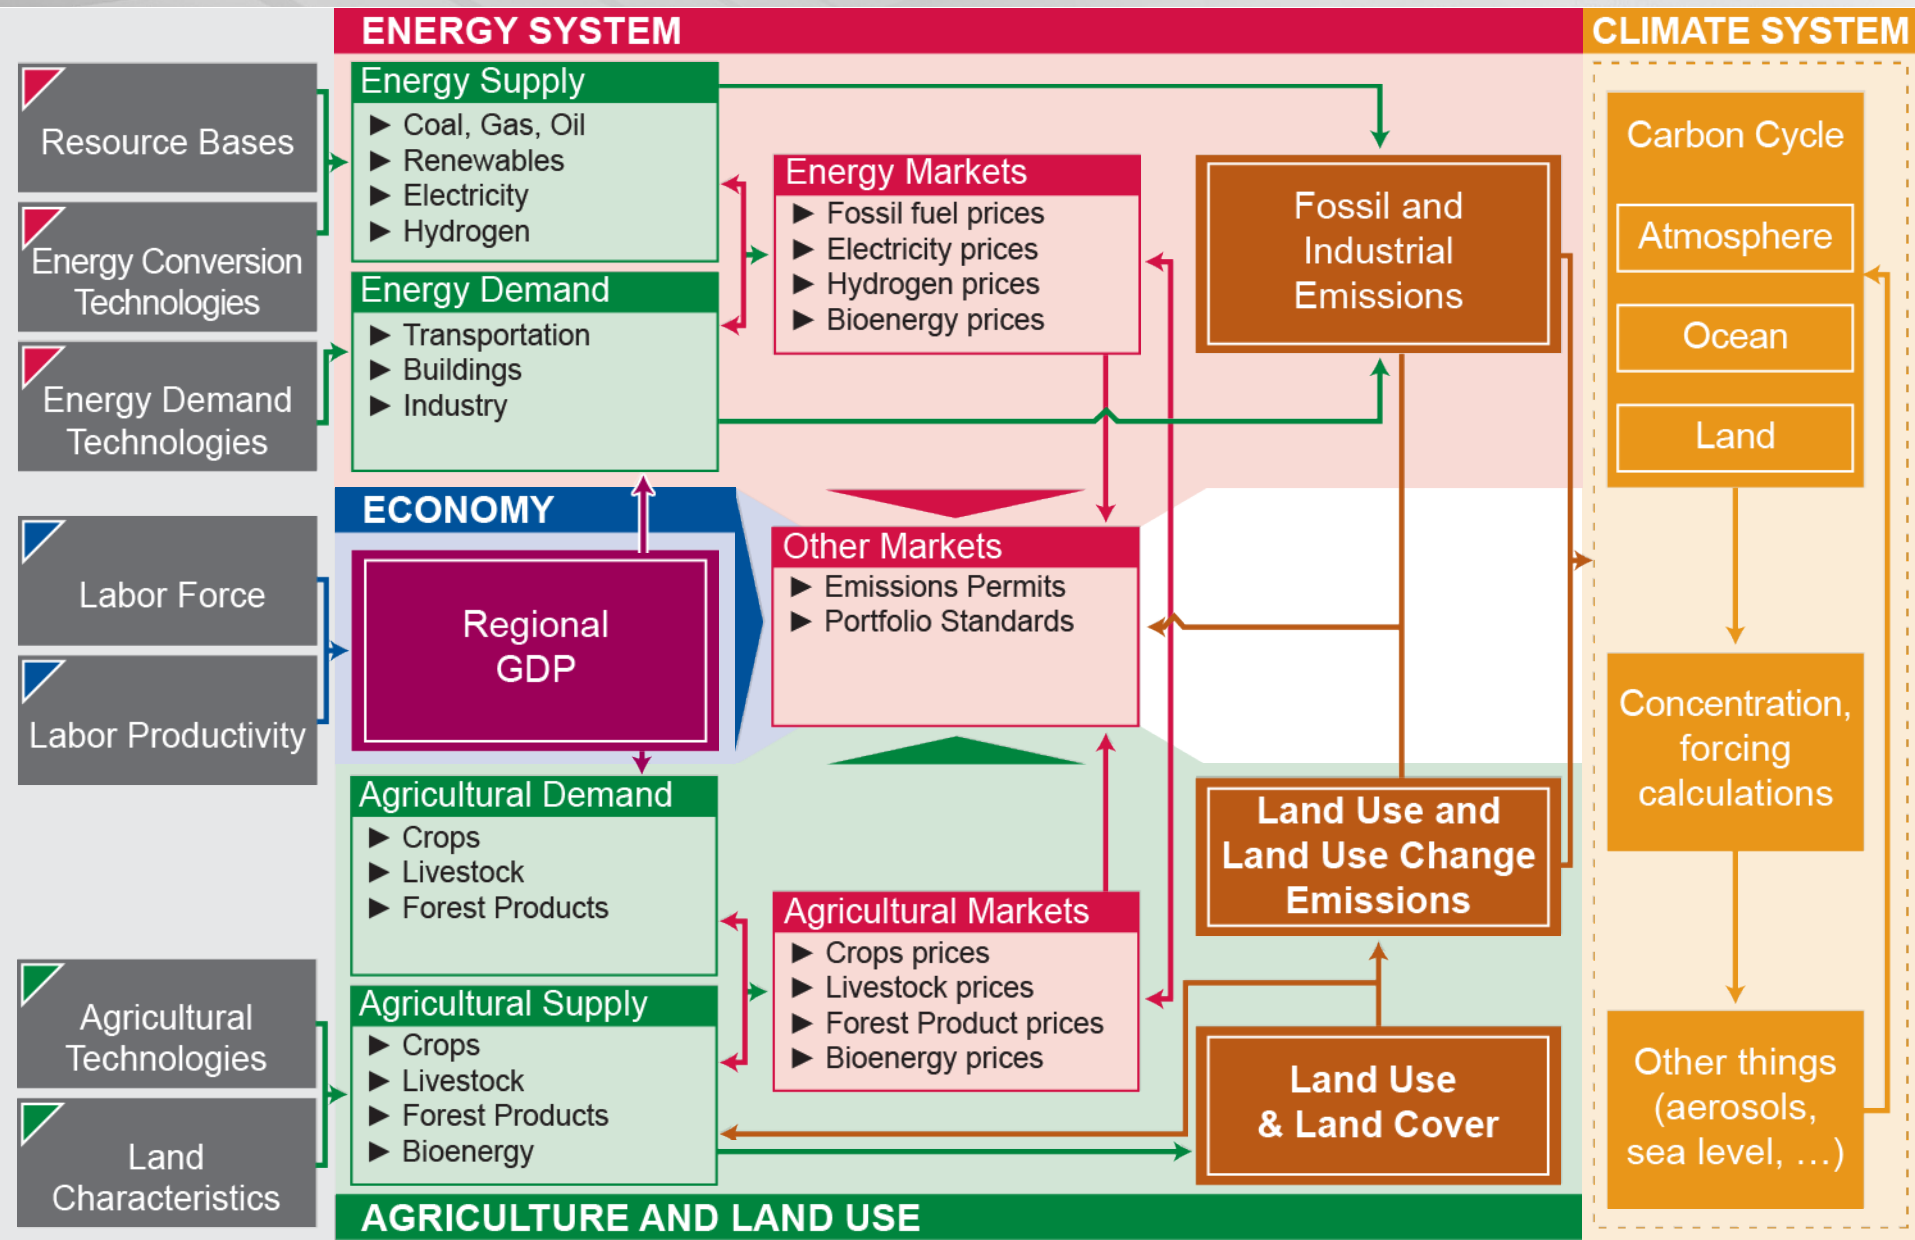 ENERGY SYSTEM
CLIMATE SYSTEM
Resource Bases
Energy Conversion
Technologies
Energy Demand
Technologies
Labor Force
Labor Productivity
Agricultural
Technologies
Land
Characteristics
Energy Supply
► Coal, Gas, Oil
► Renewables
► Electricity
► Hydrogen
Energy Demand
► Transportation
► Buildings
► Industry
Energy Markets
► Fossil fuel prices
► Electricity prices
► Hydrogen prices
► Bioenergy prices
Fossil and
Industrial
Emissions
ECONOMY
Regional
GDP
Other Markets
► Emissions Permits
► Portfolio Standards
Agricultural Demand
► Crops
► Livestock
► Forest Products
Agricultural Supply
► Crops
► Livestock
► Forest Products
► Bioenergy
Agricultural Markets
► Crops prices
► Livestock prices
► Forest Product prices
► Bioenergy prices
Land Use and
Land Use Change
Emissions
Land Use
& Land Cover
AGRICULTURE AND LAND USE
Carbon Cycle
Atmosphere
Ocean
Land
Concentration,
forcing
calculations
Other things
(aerosols,
sea level, …)